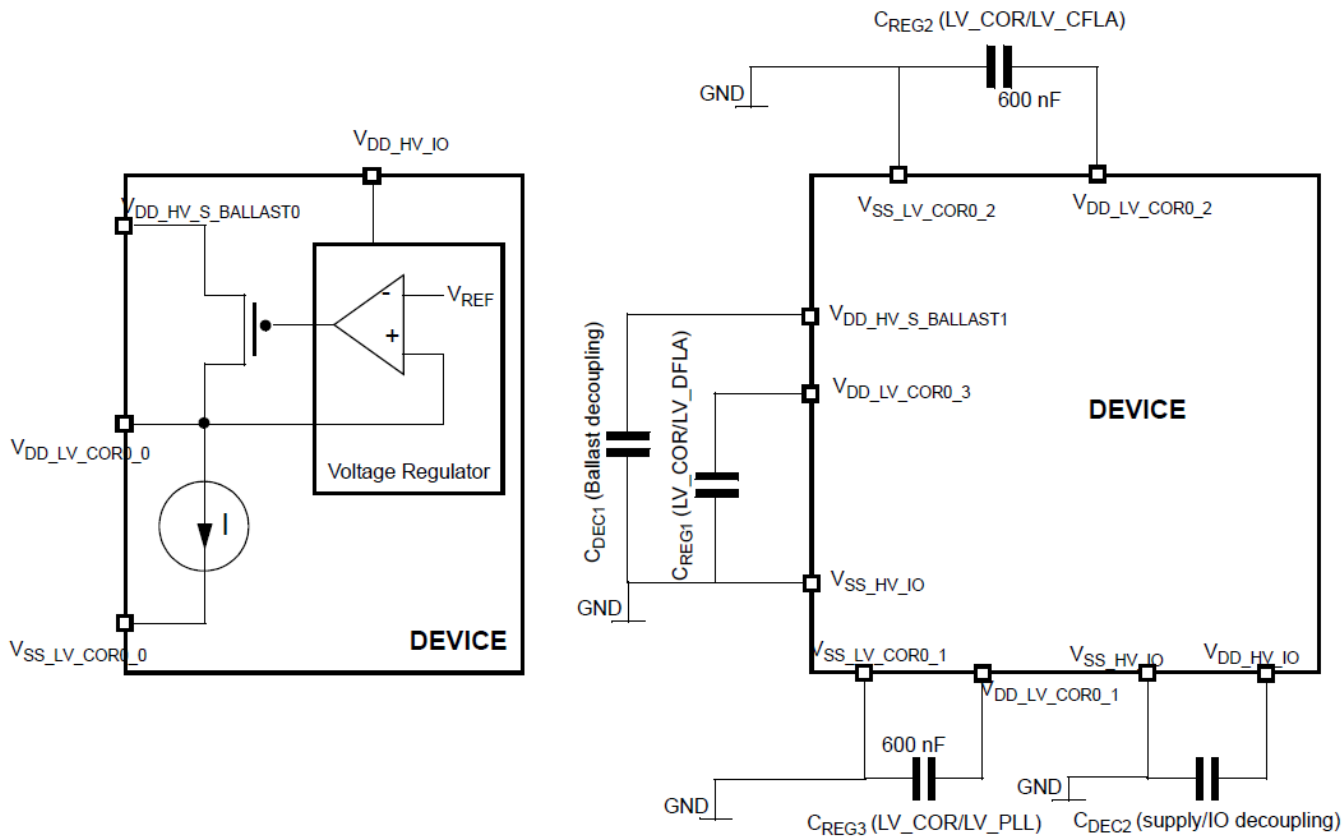 CREG2 (LV_COR/LV_CFLA)
GND
600 nF
VDD_HV_IO
VDD_HV_S_BALLAST0
VSS_LV_COR0_2
VDD_LV_COR0_2
-
VREF
+
VDD_HV_S_BALLAST1
VDD_LV_COR0_3
DEVICE
CDEC1 (Ballast decoupling)
CREG1 (LV_COR/LV_DFLA)
VDD_LV_COR0_0
Voltage Regulator
I
VSS_HV_IO
GND
DEVICE
VSS_LV_COR0_0
VSS_LV_COR0_1
VSS_HV_IO
VDD_HV_IO
VDD_LV_COR0_1
600 nF
GND
GND
CREG3 (LV_COR/LV_PLL)
CDEC2 (supply/IO decoupling)